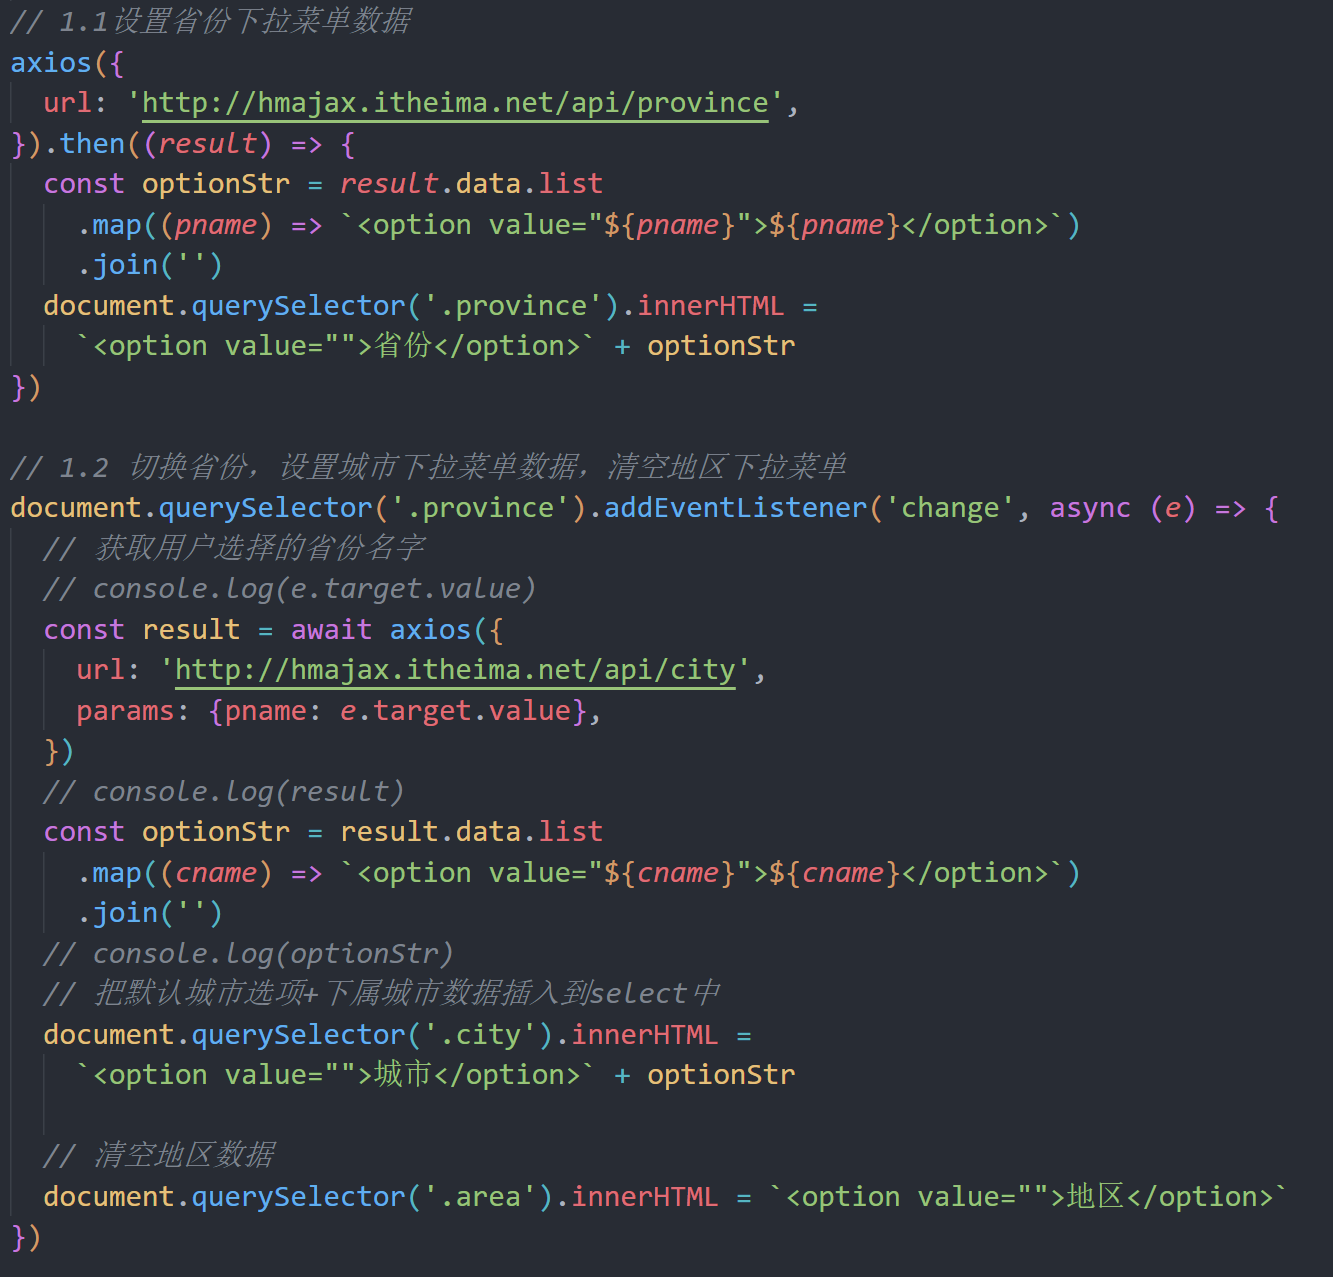 // 1.1设置省份下拉菜单数据
axios({
  url: 'http://hmajax.itheima.net/api/province',
}).then((result) => {
  const optionStr = result.data.list
    .map((pname) => `<option value="${pname}">${pname}</option>`)
    .join('')
  document.querySelector('.province').innerHTML =
    `<option value="">省份</option>` + optionStr
})

// 1.2 切换省份，设置城市下拉菜单数据，清空地区下拉菜单
document.querySelector('.province').addEventListener('change', async (e) => {
  // 获取用户选择的省份名字
  // console.log(e.target.value)
  const result = await axios({
    url: 'http://hmajax.itheima.net/api/city',
    params: {pname: e.target.value},
  })
  // console.log(result)
  const optionStr = result.data.list
    .map((cname) => `<option value="${cname}">${cname}</option>`)
    .join('')
  // console.log(optionStr)
  // 把默认城市选项+下属城市数据插入到select中
  document.querySelector('.city').innerHTML =
    `<option value="">城市</option>` + optionStr

  // 清空地区数据
  document.querySelector('.area').innerHTML = `<option value="">地区</option>`
})